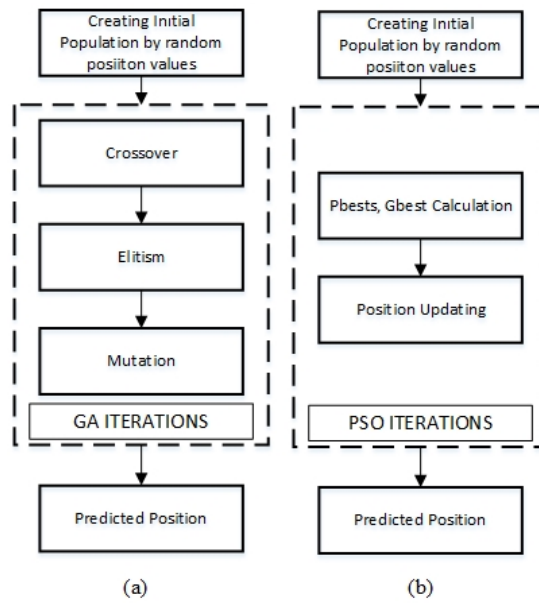 Creating Initial
Population by random
posiiton values
Crossover
Elitism
Mutation
GA ITERATIONS
Predicted Position
(a)
Creating Initial
Population by random
posiiton values
Pbests, Gbest Calculation
Position Updating
PSO ITERATIONS
Predicted Position
(b)